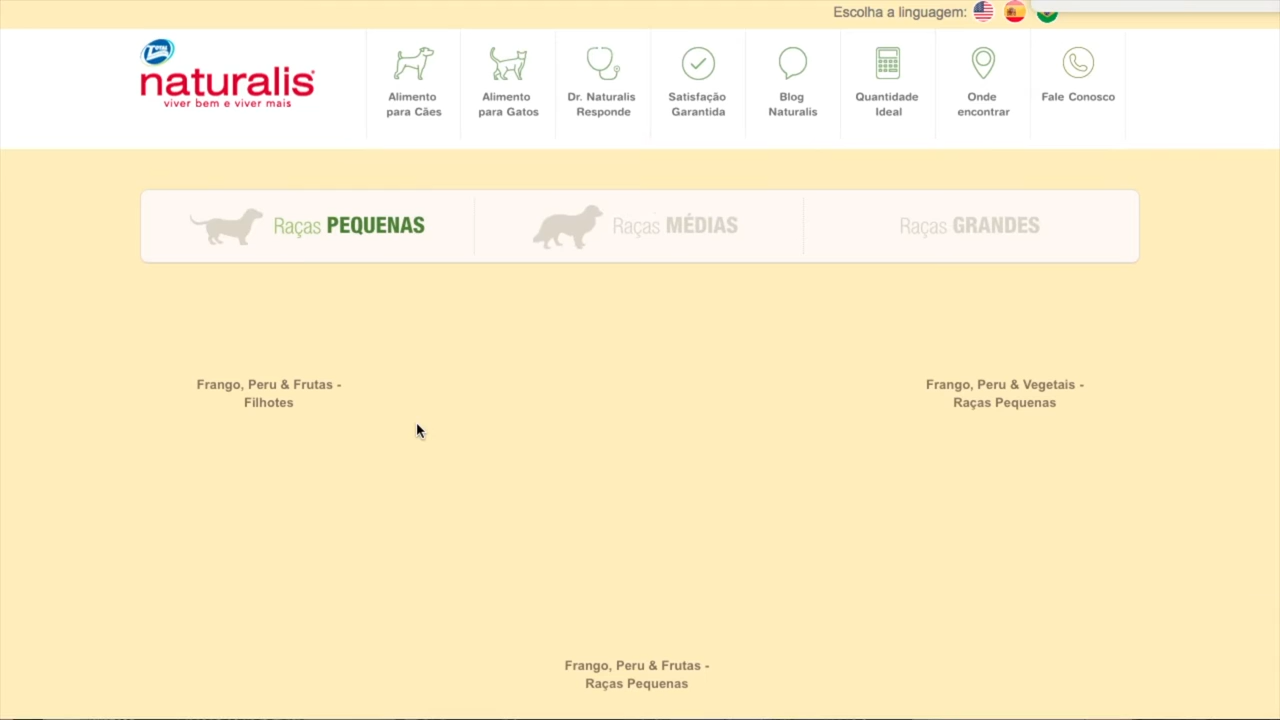 Escolha a linguagem:
Total
naturalis
viver bem e viver mais
Alimento
para Cães
Alimento
para Gatos
Dr. Naturalis
Responde
Satisfação
Garantida
Blog
Naturalis
Quantidade
Ideal
Onde
encontrar
Fale Conosco
Raças PEQUENAS
Raças MÉDIAS
Raças GRANDES
Frango, Peru & Frutas -
Filhotes
Frango, Peru & Vegetais -
Raças Pequenas
Frango, Peru & Frutas -
Raças Pequenas